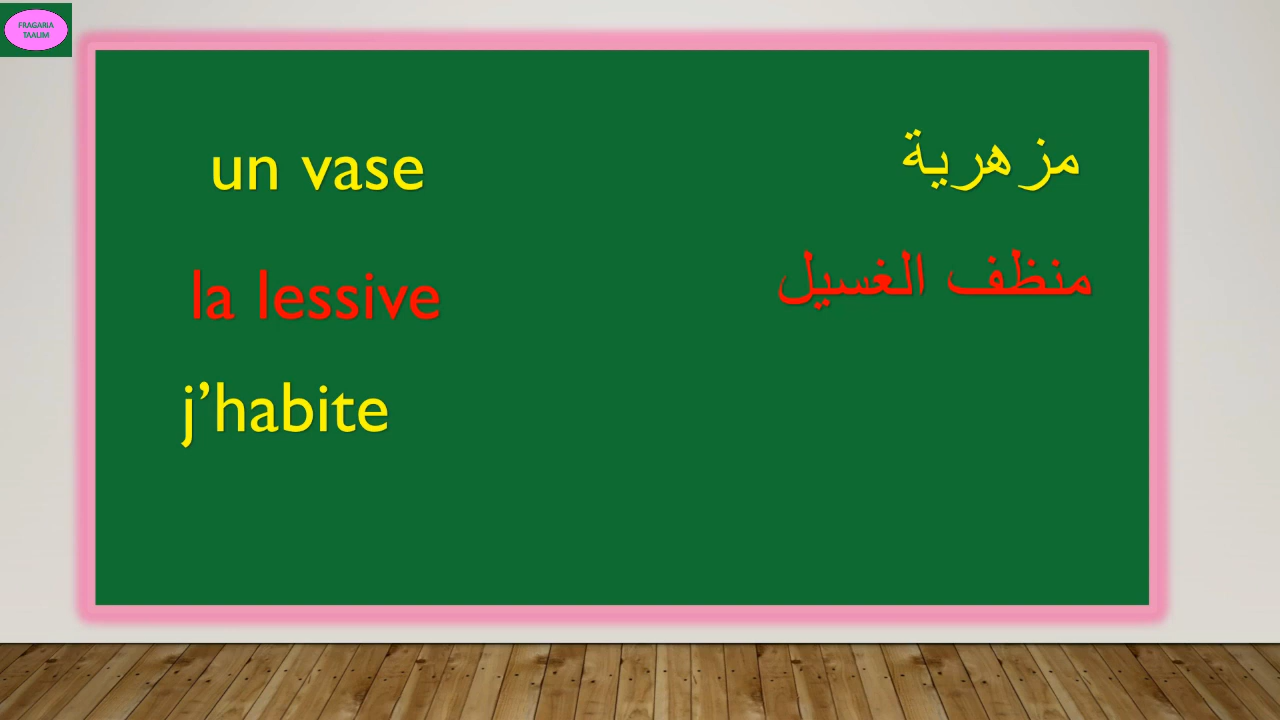 FRAGARIA
TAALIM
un vase
مزهرية
la lessive
منظف الغسيل
j’habite